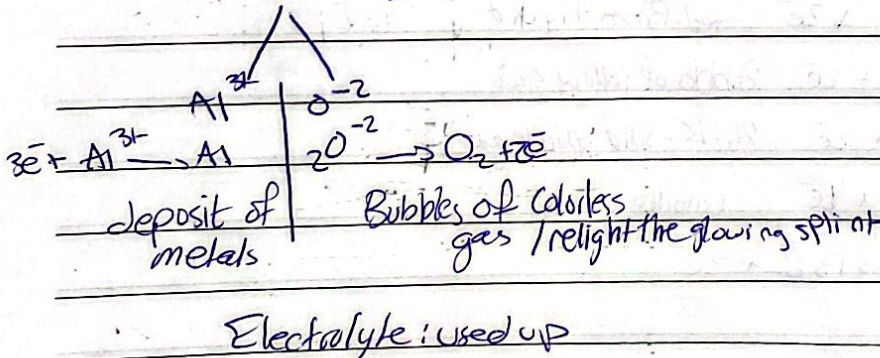 Al³⁺ | O⁻²
3e⁻ + Al³⁺ → Al | 2O⁻² → O₂ + 2e⁻
deposit of metals | Bubbles of Colorless gas / relight the glowing splint
Electrolyte: used up